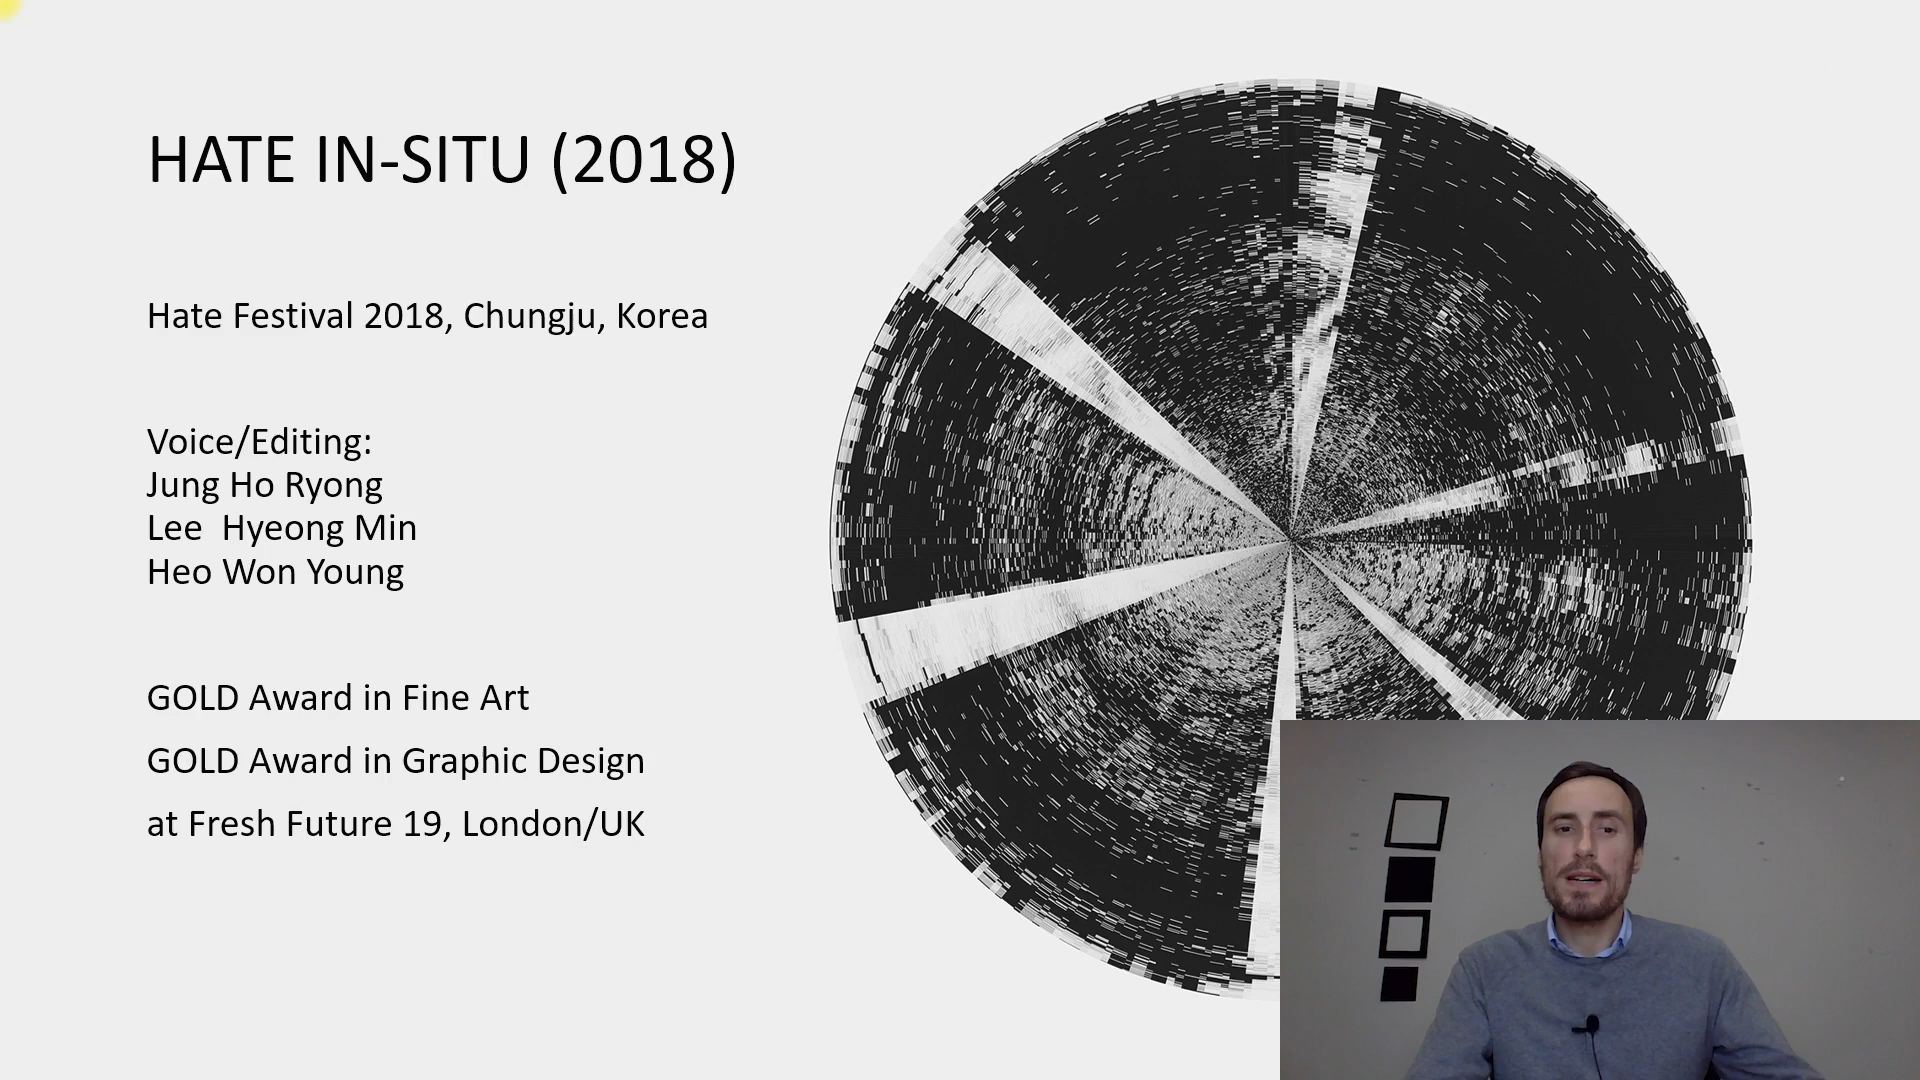 HATE IN-SITU (2018)
Hate Festival 2018, Chungju, Korea
Voice/Editing:
Jung Ho Ryong
Lee  Hyeong Min
Heo Won Young
GOLD Award in Fine Art
GOLD Award in Graphic Design
at Fresh Future 19, London/UK